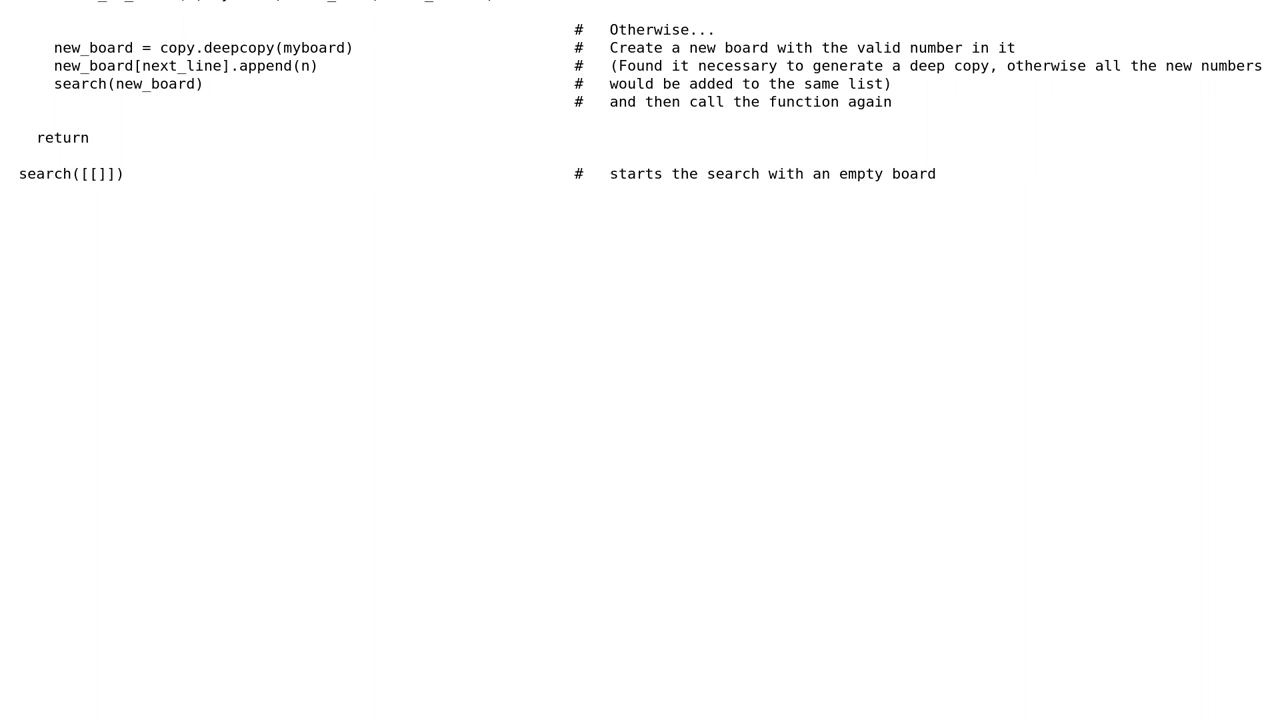 # Otherwise...
new_board = copy.deepcopy(myboard) # Create a new board with the valid number in it
new_board[next_line].append(n) # (Found it necessary to generate a deep copy, otherwise all the new numbers
search(new_board) # would be added to the same list)
# and then call the function again
return
search([[]]) # starts the search with an empty board